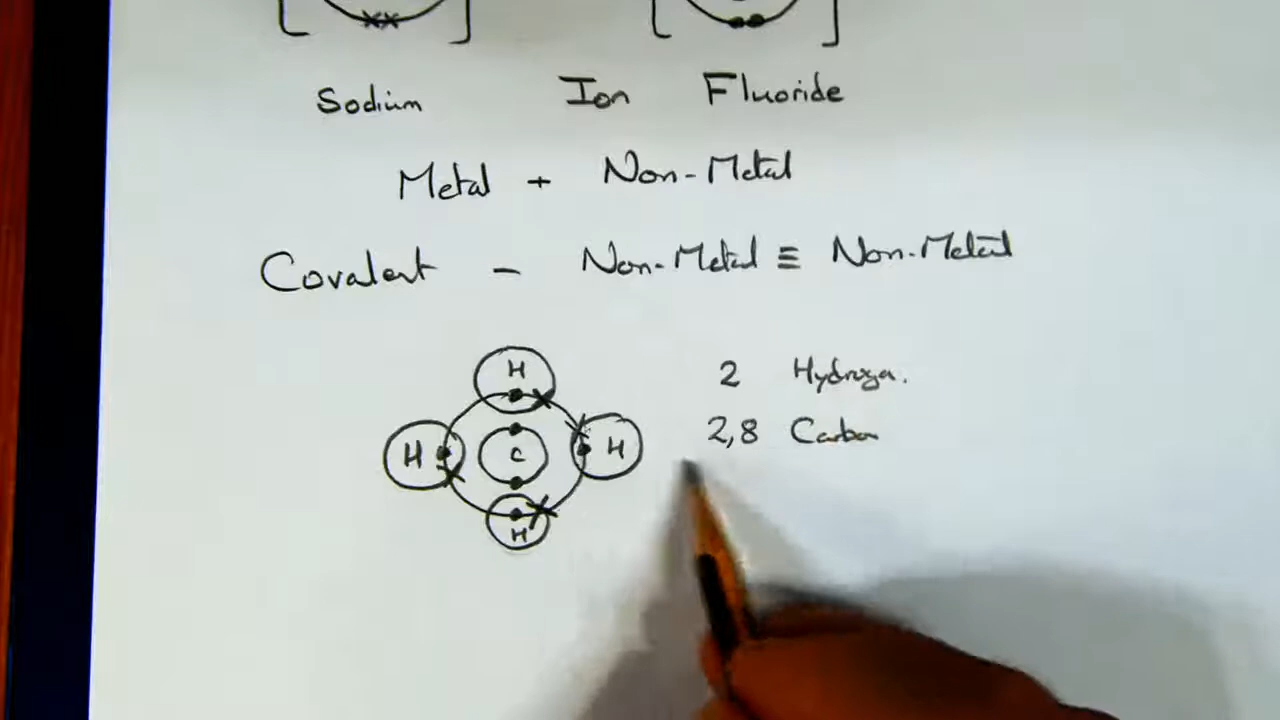 Sodium Ion Fluoride
Metal + Non-Metal
Covalent - Non-Metal ≡ Non-Metal
H
H C H
H
2 Hydrogen.
2,8 Carbon